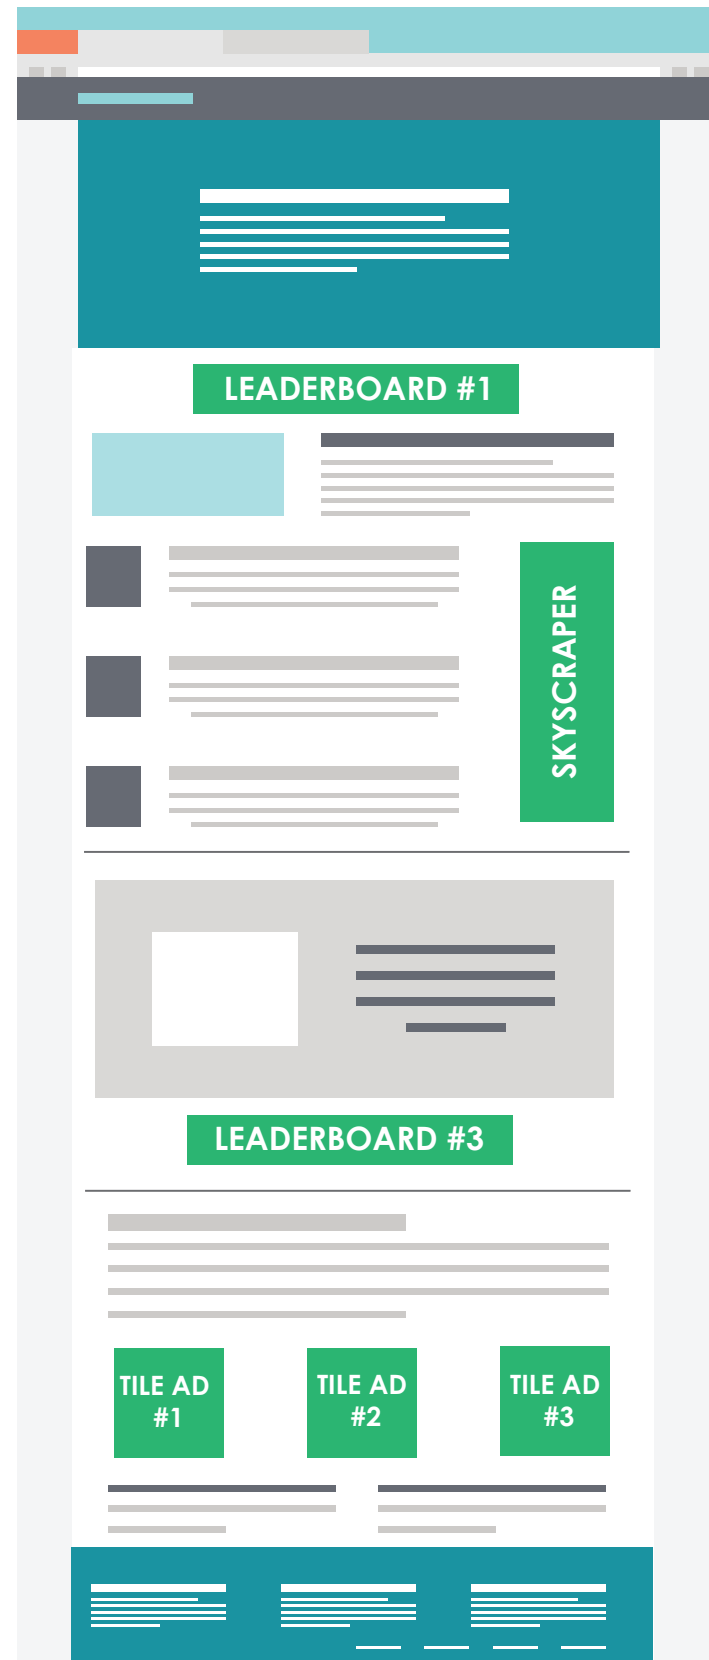 LEADERBOARD #1
SKYSCRAPER
LEADERBOARD #3
TILE AD
#1
TILE AD
#2
TILE AD
#3